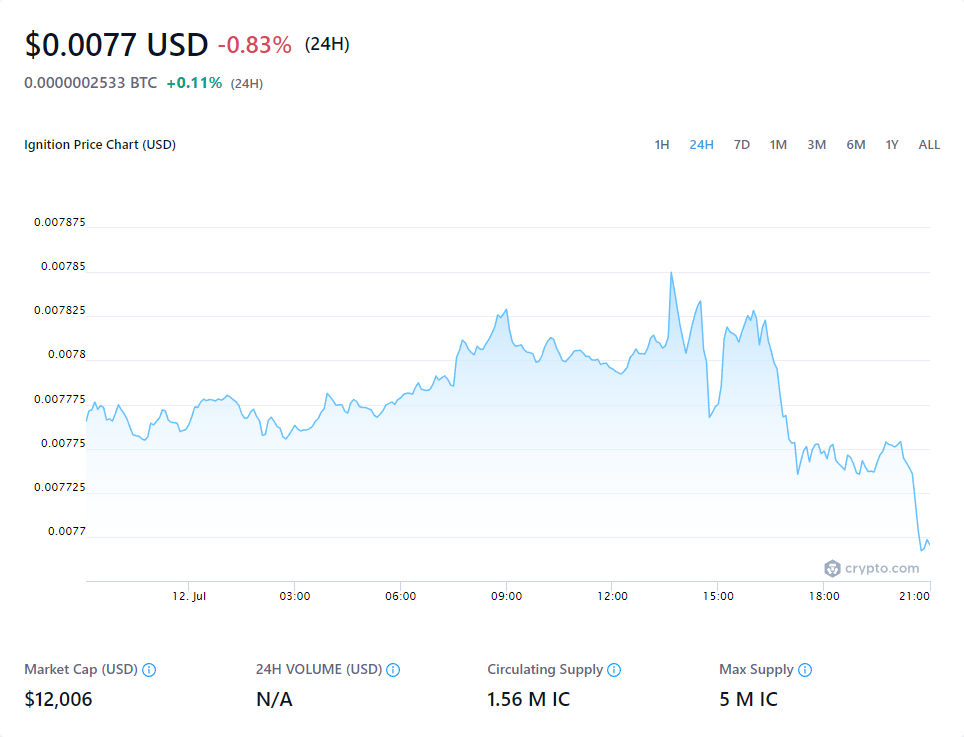 $0.0077 USD -0.83% (24H)
0.0000002533 BTC +0.11% (24H)
Ignition Price Chart (USD) 1H 24H 7D 1M 3M 6M 1Y ALL
0.007875
0.00785
0.007825
0.0078
0.007775
0.00775
0.007725
0.0077
crypto.com
12. Jul 03:00 06:00 09:00 12:00 15:00 18:00 21:00
Market Cap (USD) 24H VOLUME (USD) Circulating Supply Max Supply
$12,006 N/A 1.56 M IC 5 M IC